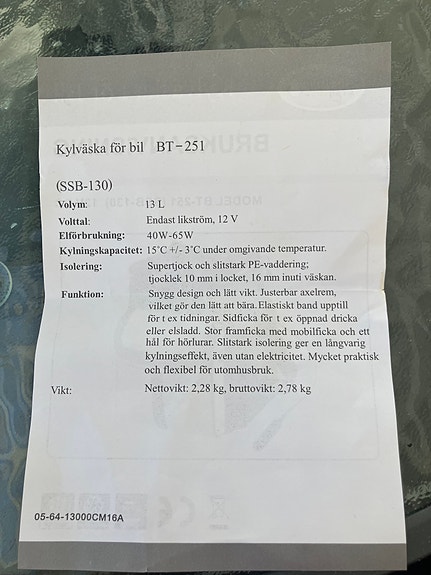 Kylväska för bil BT-251
(SSB-130)
Volym: 13 L
Volttal: Endast likström, 12 V
Elförbrukning: 40W-65W
Kylningskapacitet: 15°C +/- 3°C under omgivande temperatur.
Isolering: Supertjock och slitstark PE-vaddering;
tjocklek 10 mm i locket, 16 mm inuti väskan.
Funktion: Snygg design och lätt vikt. Justerbar axelrem,
vilket gör den lätt att bära. Elastiskt band upptill
för t ex tidningar. Sidficka för t ex öppnad dricka
eller elsladd. Stor framficka med mobilficka och ett
hål för hörlurar. Slitstark isolering ger en långvarig
kylningseffekt, även utan elektricitet. Mycket praktisk
och flexibel för utomhusbruk.
Vikt: Nettovikt: 2,28 kg, bruttovikt: 2,78 kg
05-64-13000CM16A